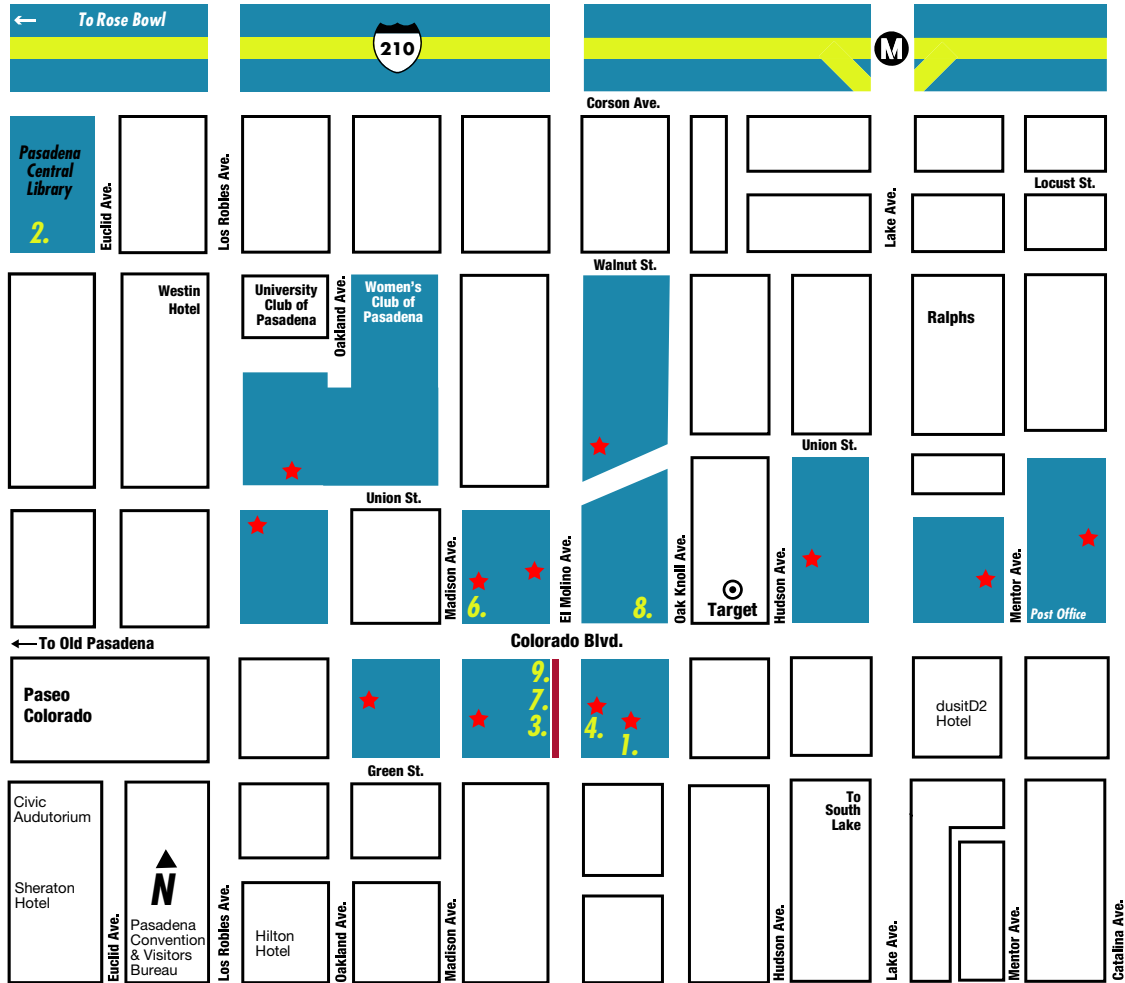 ← To Rose Bowl
210
M
Corson Ave.
Pasadena
Central
Library
2.
Euclid Ave.
Los Robles Ave.
Lake Ave.
Locust St.
Walnut St.
Westin
Hotel
University
Club of
Pasadena
Oakland Ave.
Women's
Club of
Pasadena
Ralphs
Union St.
Union St.
Madison Ave.
6.
El Molino Ave.
8.
Oak Knoll Ave.
Target
Hudson Ave.
Mentor Ave.
Post Office
←To Old Pasadena
Colorado Blvd.
Paseo
Colorado
9.
7.
3.
4.
1.
dusitD2
Hotel
Green St.
Civic
Audutorium
Sheraton
Hotel
Euclid Ave.
N
Pasadena
Convention
& Visitors
Bureau
Los Robles Ave.
Hilton
Hotel
Oakland Ave.
Madison Ave.
Hudson Ave.
To
South
Lake
Lake Ave.
Mentor Ave.
Catalina Ave.